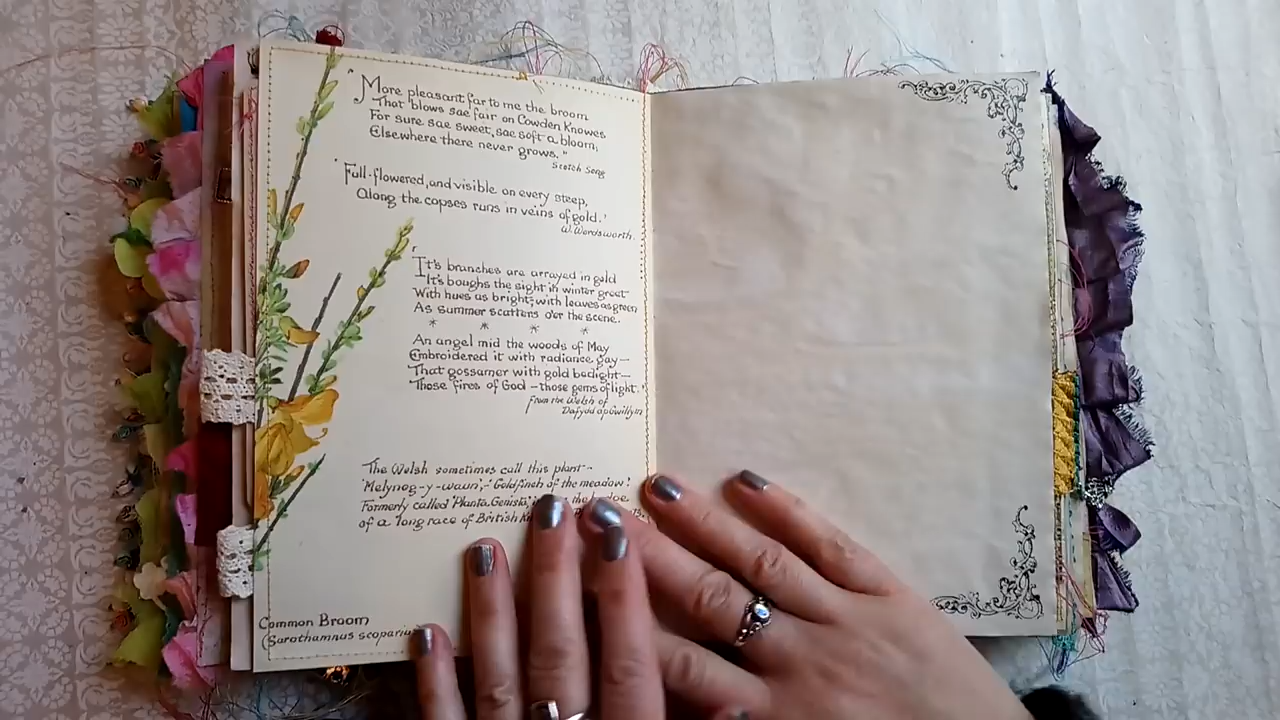 "More pleasant far to me the broom
That blows sae fair on Cowden Knowes
For sure sae sweet, sae soft a bloom,
Elsewhere there never grows."
Scotch Song
'Full-flowered, and visible on every steep,
Along the copses runs in veins of gold.'
W. Wordsworth.
'It's branches are arrayed in gold
It's boughs the sight in winter greet
With hues as bright, with leaves as green
As summer scatters o'er the scene.
* * * *
An angel mid the woods of May
Embroidered it with radiance gay—
That gossamer with gold bedight—
Those fires of God – those gems of light.'
from the Welsh of
Dafydd ap Gwillym
The Welsh sometimes call this plant—
'Melynog-y-waun',-'Goldfinch of the meadow!
Formerly called 'Planta Genista', the badge
of a long race of British
Common Broom
(Sarothamnus scoparius